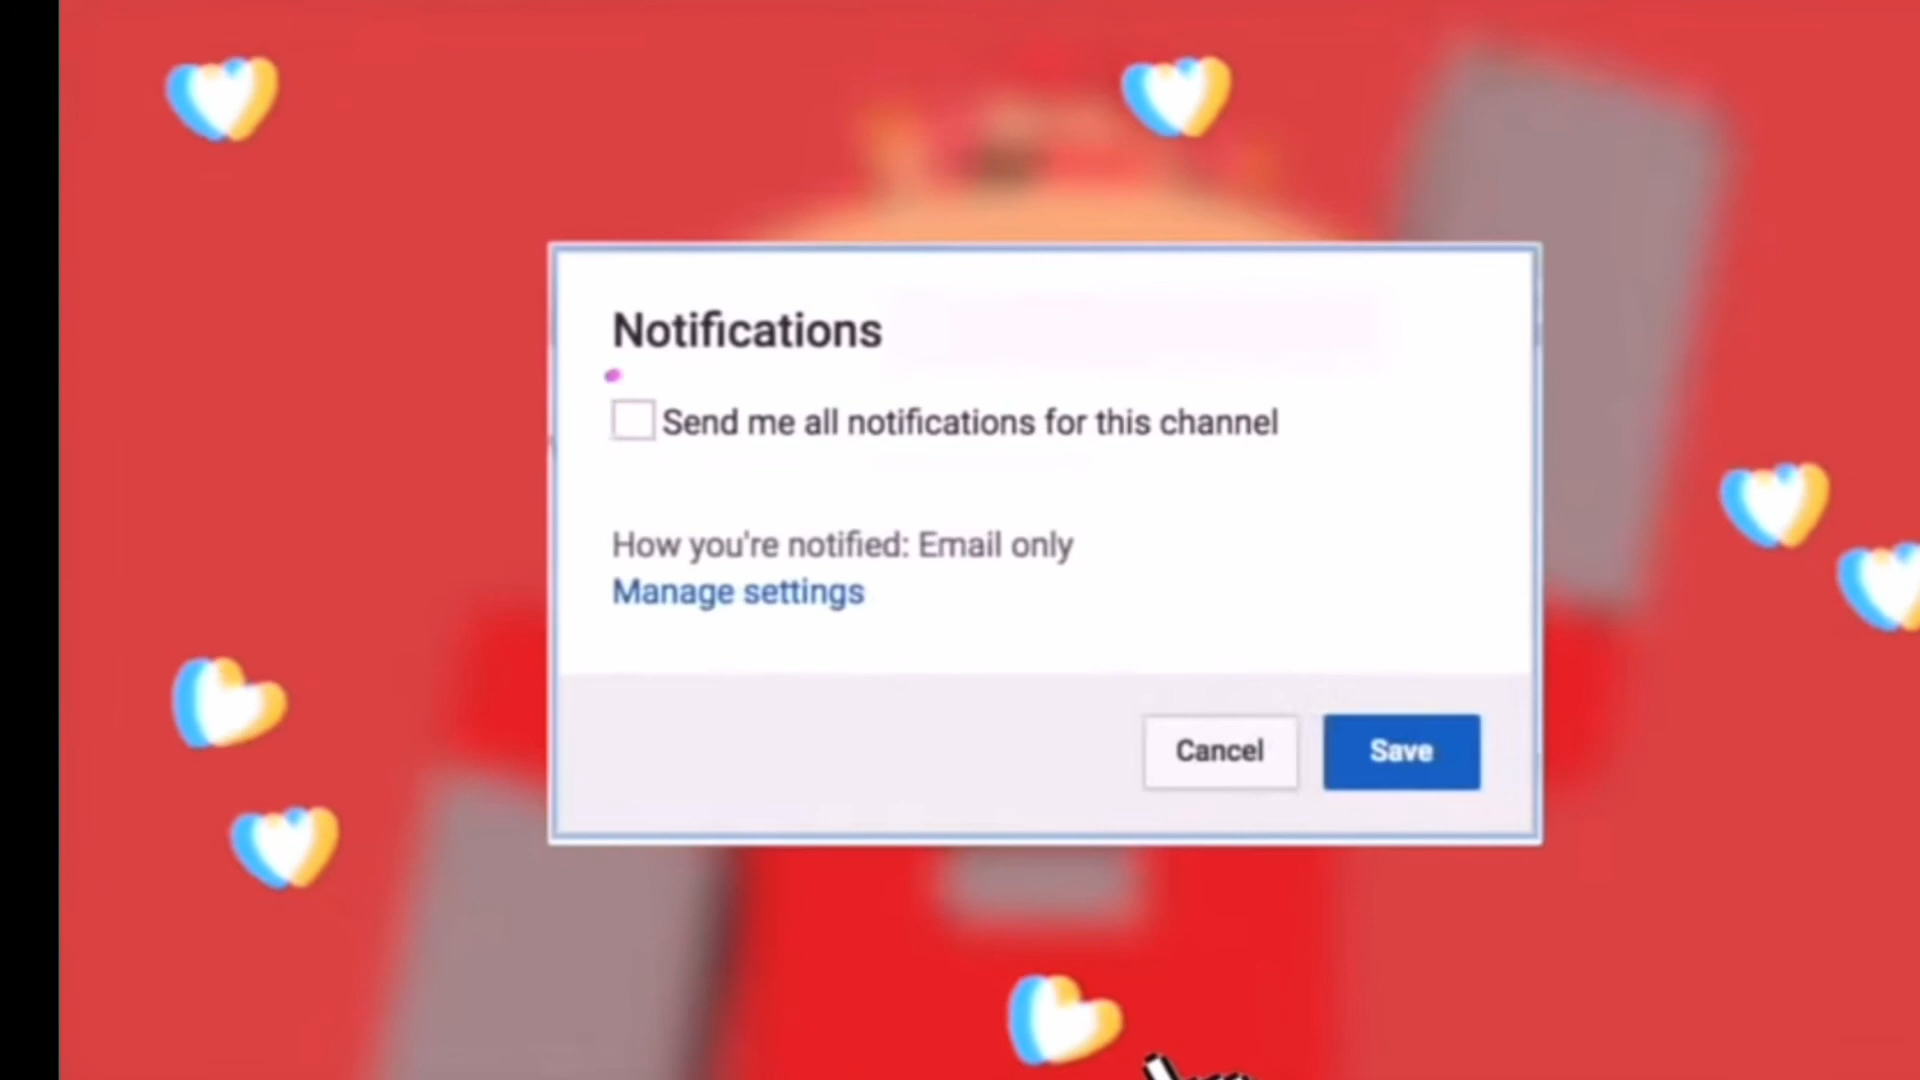 Notifications
Send me all notifications for this channel
How you're notified: Email only
Manage settings
Cancel
Save